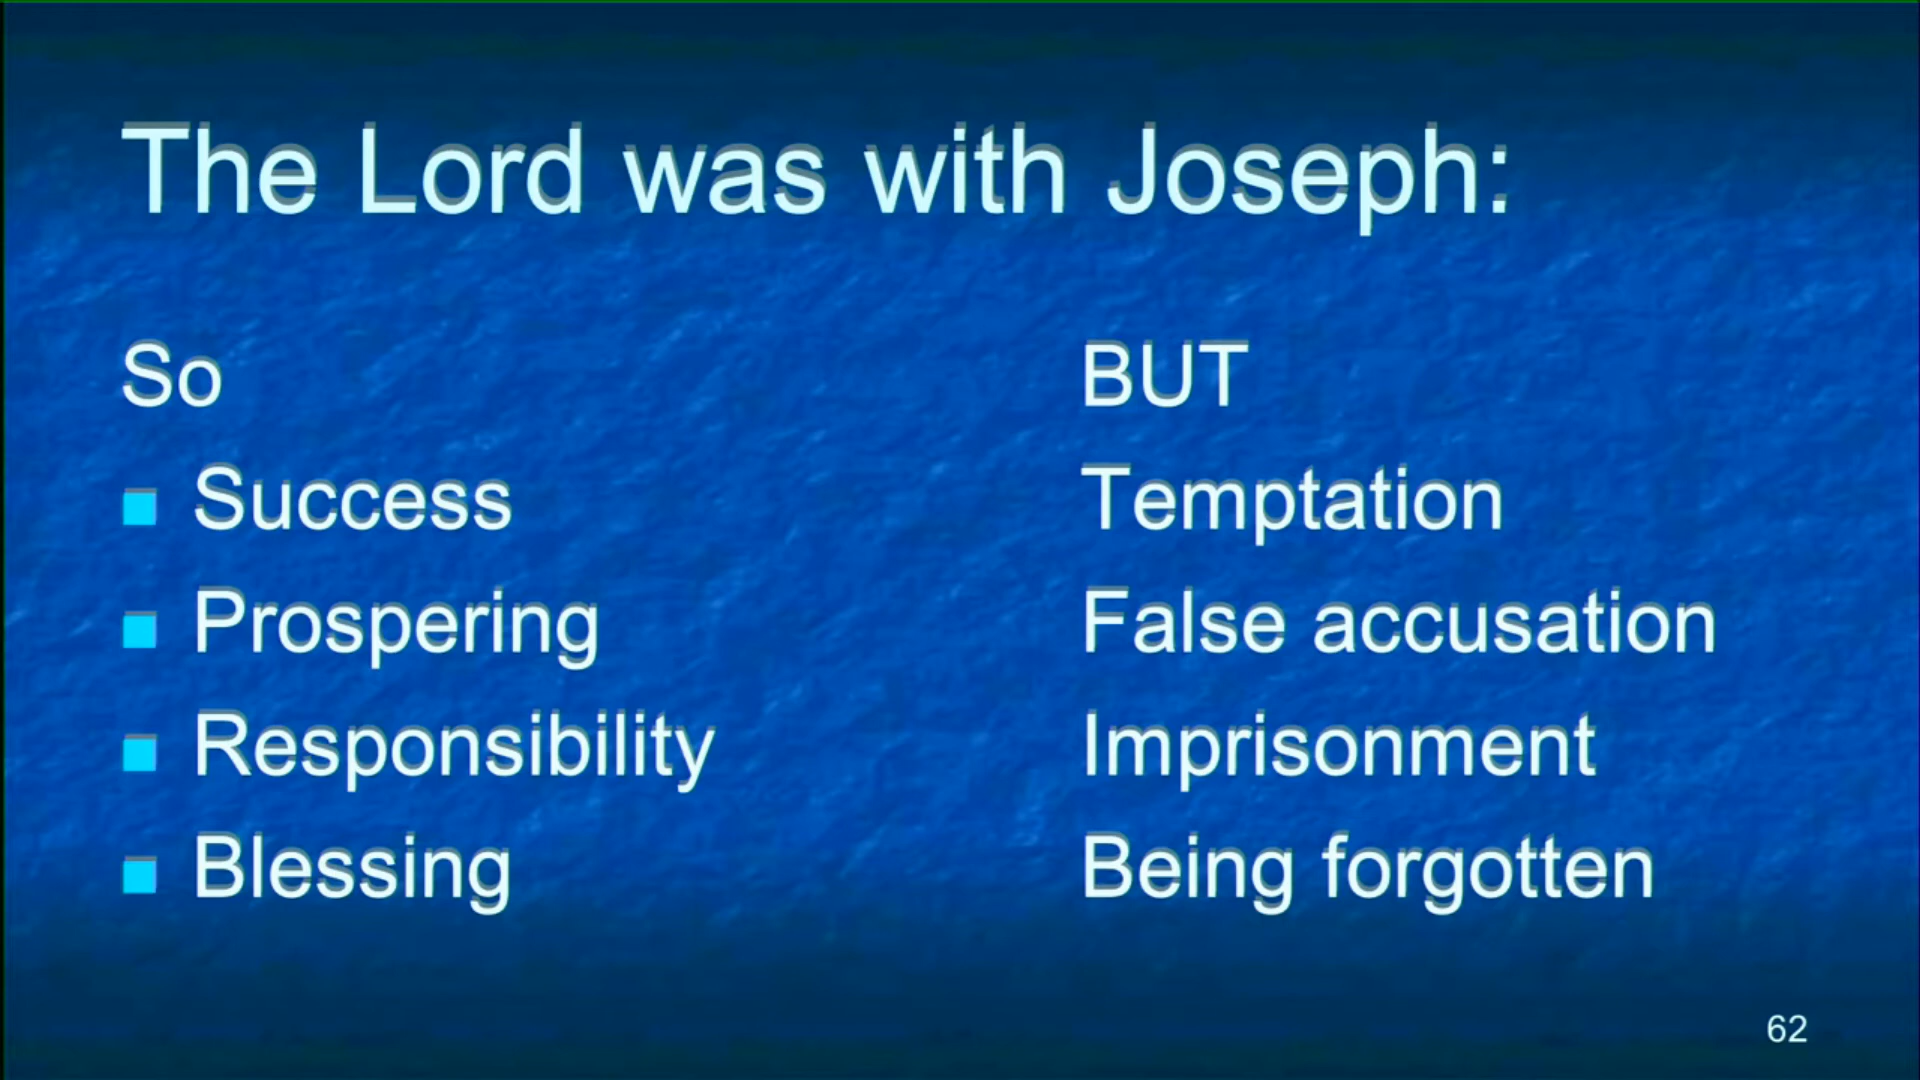 The Lord was with Joseph:
So
Success
Prospering
Responsibility
Blessing
BUT
Temptation
False accusation
Imprisonment
Being forgotten
62